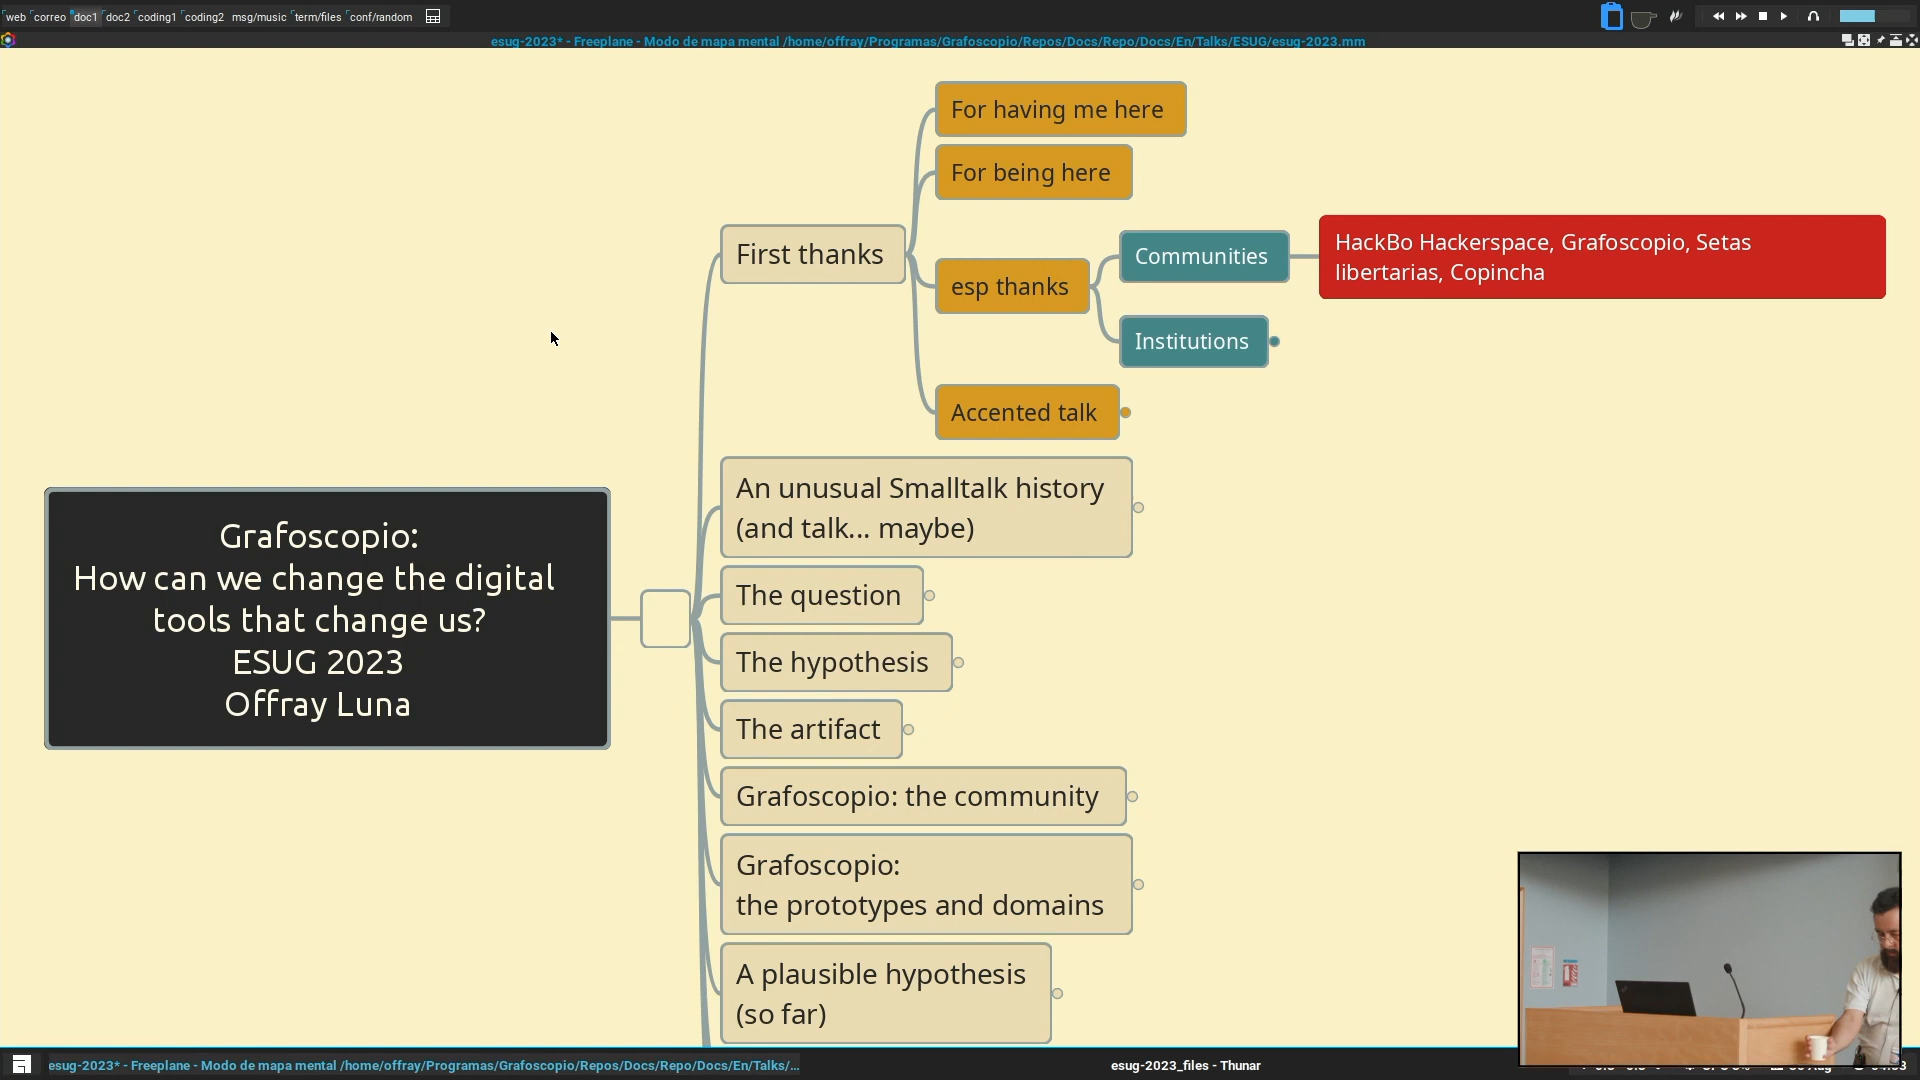 web correo doc1 doc2 coding1 coding2 msg/music term/files conf/random
esug-2023* - Freeplane - Modo de mapa mental /home/offray/Programas/Grafoscopio/Repos/Docs/Repo/Docs/En/Talks/ESUG/esug-2023.mm
For having me here
For being here
First thanks
esp thanks
Communities
HackBo Hackerspace, Grafoscopio, Setas
libertarias, Copincha
Institutions
Accented talk
An unusual Smalltalk history
(and talk... maybe)
Grafoscopio:
How can we change the digital
tools that change us?
ESUG 2023
Offray Luna
The question
The hypothesis
The artifact
Grafoscopio: the community
Grafoscopio:
the prototypes and domains
A plausible hypothesis
(so far)
esug-2023* - Freeplane - Modo de mapa mental /home/offray/Programas/Grafoscopio/Repos/Docs/Repo/Docs/En/Talks/...
esug-2023_files - Thunar